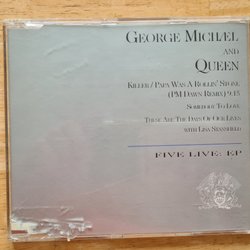 GEORGE MICHAEL
AND
QUEEN
KILLER / PAPA WAS A ROLLIN' STONE
(PM DAWN REMIX) 9.15
SOMEBODY TO LOVE
THESE ARE THE DAYS OF OUR LIVES
WITH LISA STANSFIELD
FIVE LIVE: EP